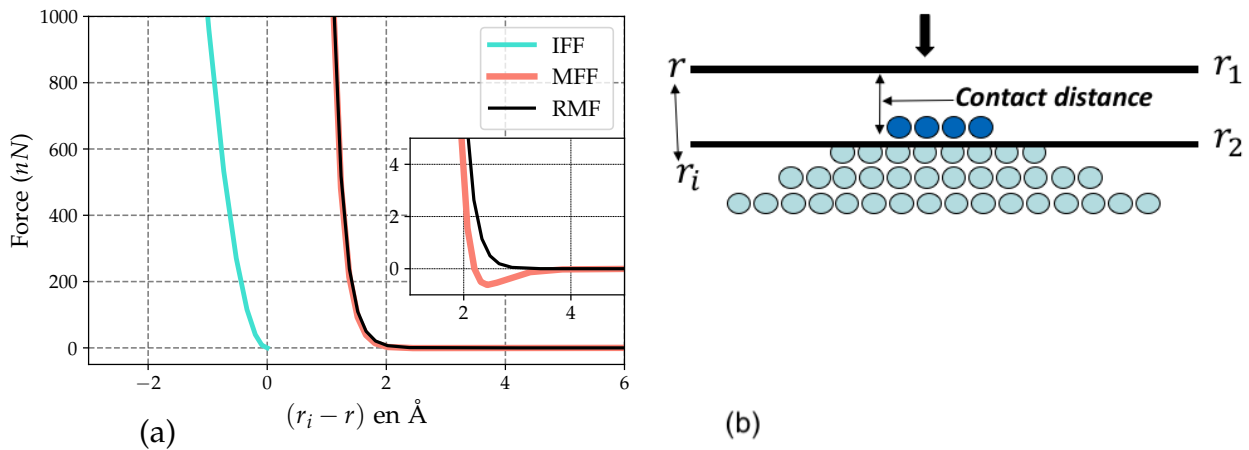 1000
800
600
400
200
0
Force (nN)
IFF
MFF
RMF
4
2
0
2
4
−2
0
2
4
6
(r_i − r) en Å
(a)
r
r_1
Contact distance
r_2
r_i
(b)